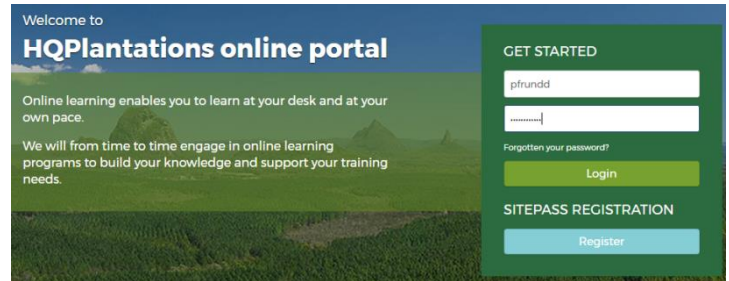 Welcome to
HQPlantations online portal
Online learning enables you to learn at your desk and at your
own pace.
We will from time to time engage in online learning
programs to build your knowledge and support your training
needs.
GET STARTED
pfrundd
............
Forgotten your password?
Login
SITEPASS REGISTRATION
Register